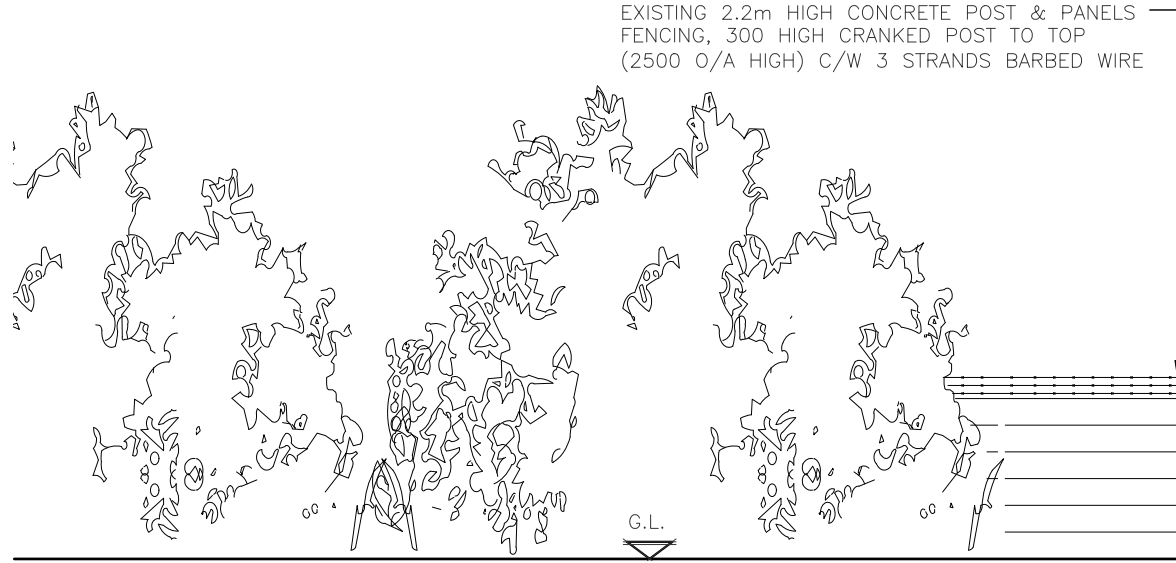 EXISTING 2.2m HIGH CONCRETE POST & PANELS
FENCING, 300 HIGH CRANKED POST TO TOP
(2500 O/A HIGH) C/W 3 STRANDS BARBED WIRE
G.L.